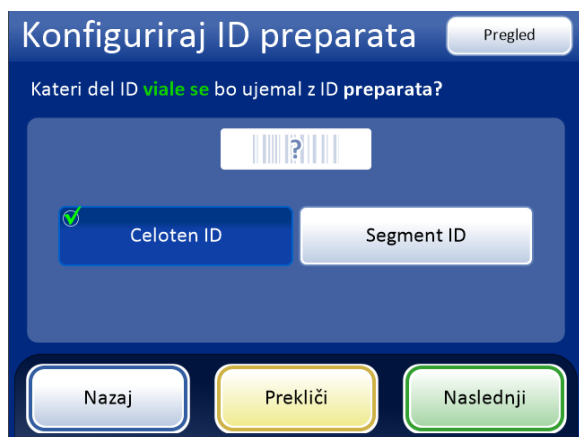 Konfiguriraj ID preparata
Pregled
Kateri del ID viale se bo ujemal z ID preparata?
?
Celoten ID
Segment ID
Nazaj
Prekliči
Naslednji